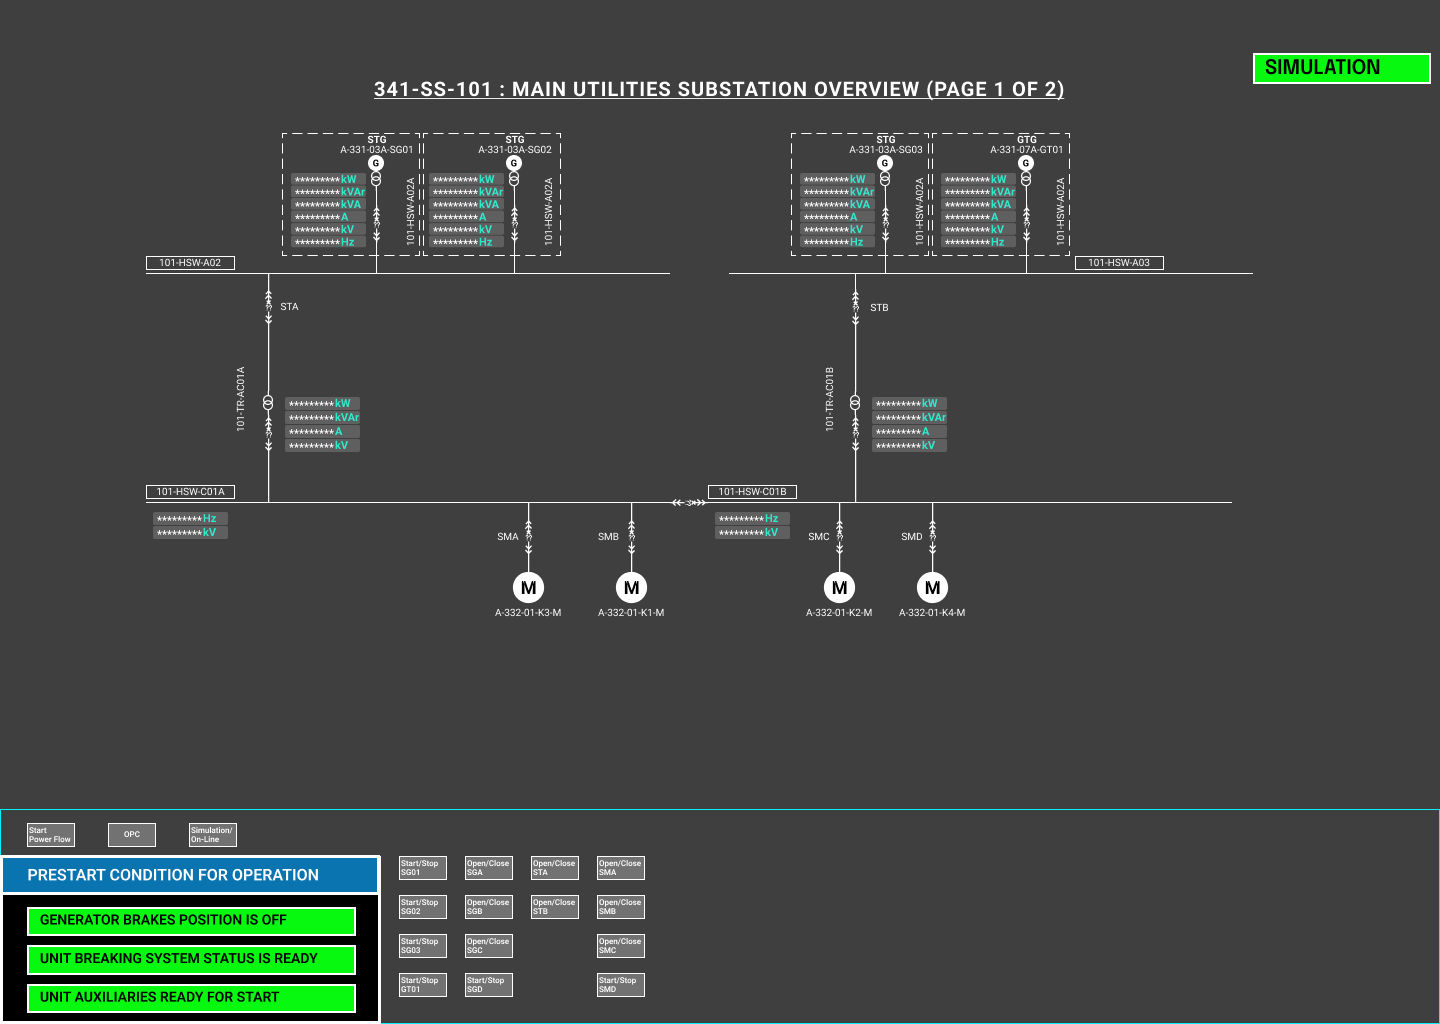 SIMULATION
341-SS-101 : MAIN UTILITIES SUBSTATION OVERVIEW (PAGE 1 OF 2)
STG
A-331-03A-SG01
G
*********kW
*********kVAr
*********kVA
*********A
*********kV
*********Hz
101-HSW-A02A
STG
A-331-03A-SG02
G
*********kW
*********kVAr
*********kVA
*********A
*********kV
*********Hz
101-HSW-A02A
STG
A-331-03A-SG03
G
*********kW
*********kVAr
*********kVA
*********A
*********kV
*********Hz
101-HSW-A02A
GTG
A-331-07A-GT01
G
*********kW
*********kVAr
*********kVA
*********A
*********kV
*********Hz
101-HSW-A02A
101-HSW-A02
101-HSW-A03
STA
STB
101-TR-AC01A
*********kW
*********kVAr
*********A
*********kV
101-TR-AC01B
*********kW
*********kVAr
*********A
*********kV
101-HSW-C01A
101-HSW-C01B
*********Hz
*********kV
*********Hz
*********kV
SMA
SMB
SMC
SMD
M
M
M
M
A-332-01-K3-M
A-332-01-K1-M
A-332-01-K2-M
A-332-01-K4-M
Start
Power Flow
OPC
Simulation/
On-Line
PRESTART CONDITION FOR OPERATION
GENERATOR BRAKES POSITION IS OFF
UNIT BREAKING SYSTEM STATUS IS READY
UNIT AUXILIARIES READY FOR START
Start/Stop
SG01
Open/Close
SGA
Open/Close
STA
Open/Close
SMA
Start/Stop
SG02
Open/Close
SGB
Open/Close
STB
Open/Close
SMB
Start/Stop
SG03
Open/Close
SGC
Open/Close
SMC
Start/Stop
GT01
Start/Stop
SGD
Start/Stop
SMD